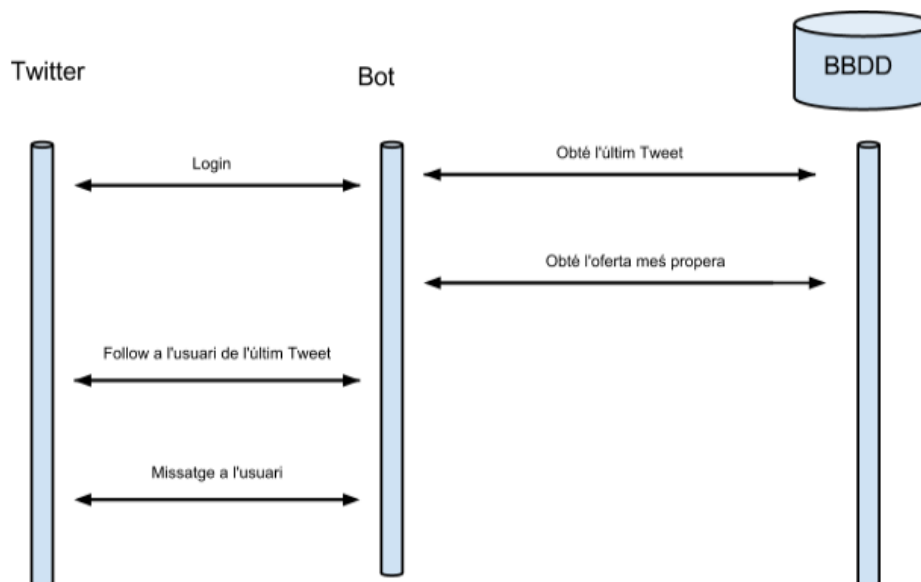 Twitter
Bot
BBDD
Login
Obté l'últim Tweet
Obté l'oferta meś propera
Follow a l'usuari de l'últim Tweet
Missatge a l'usuari